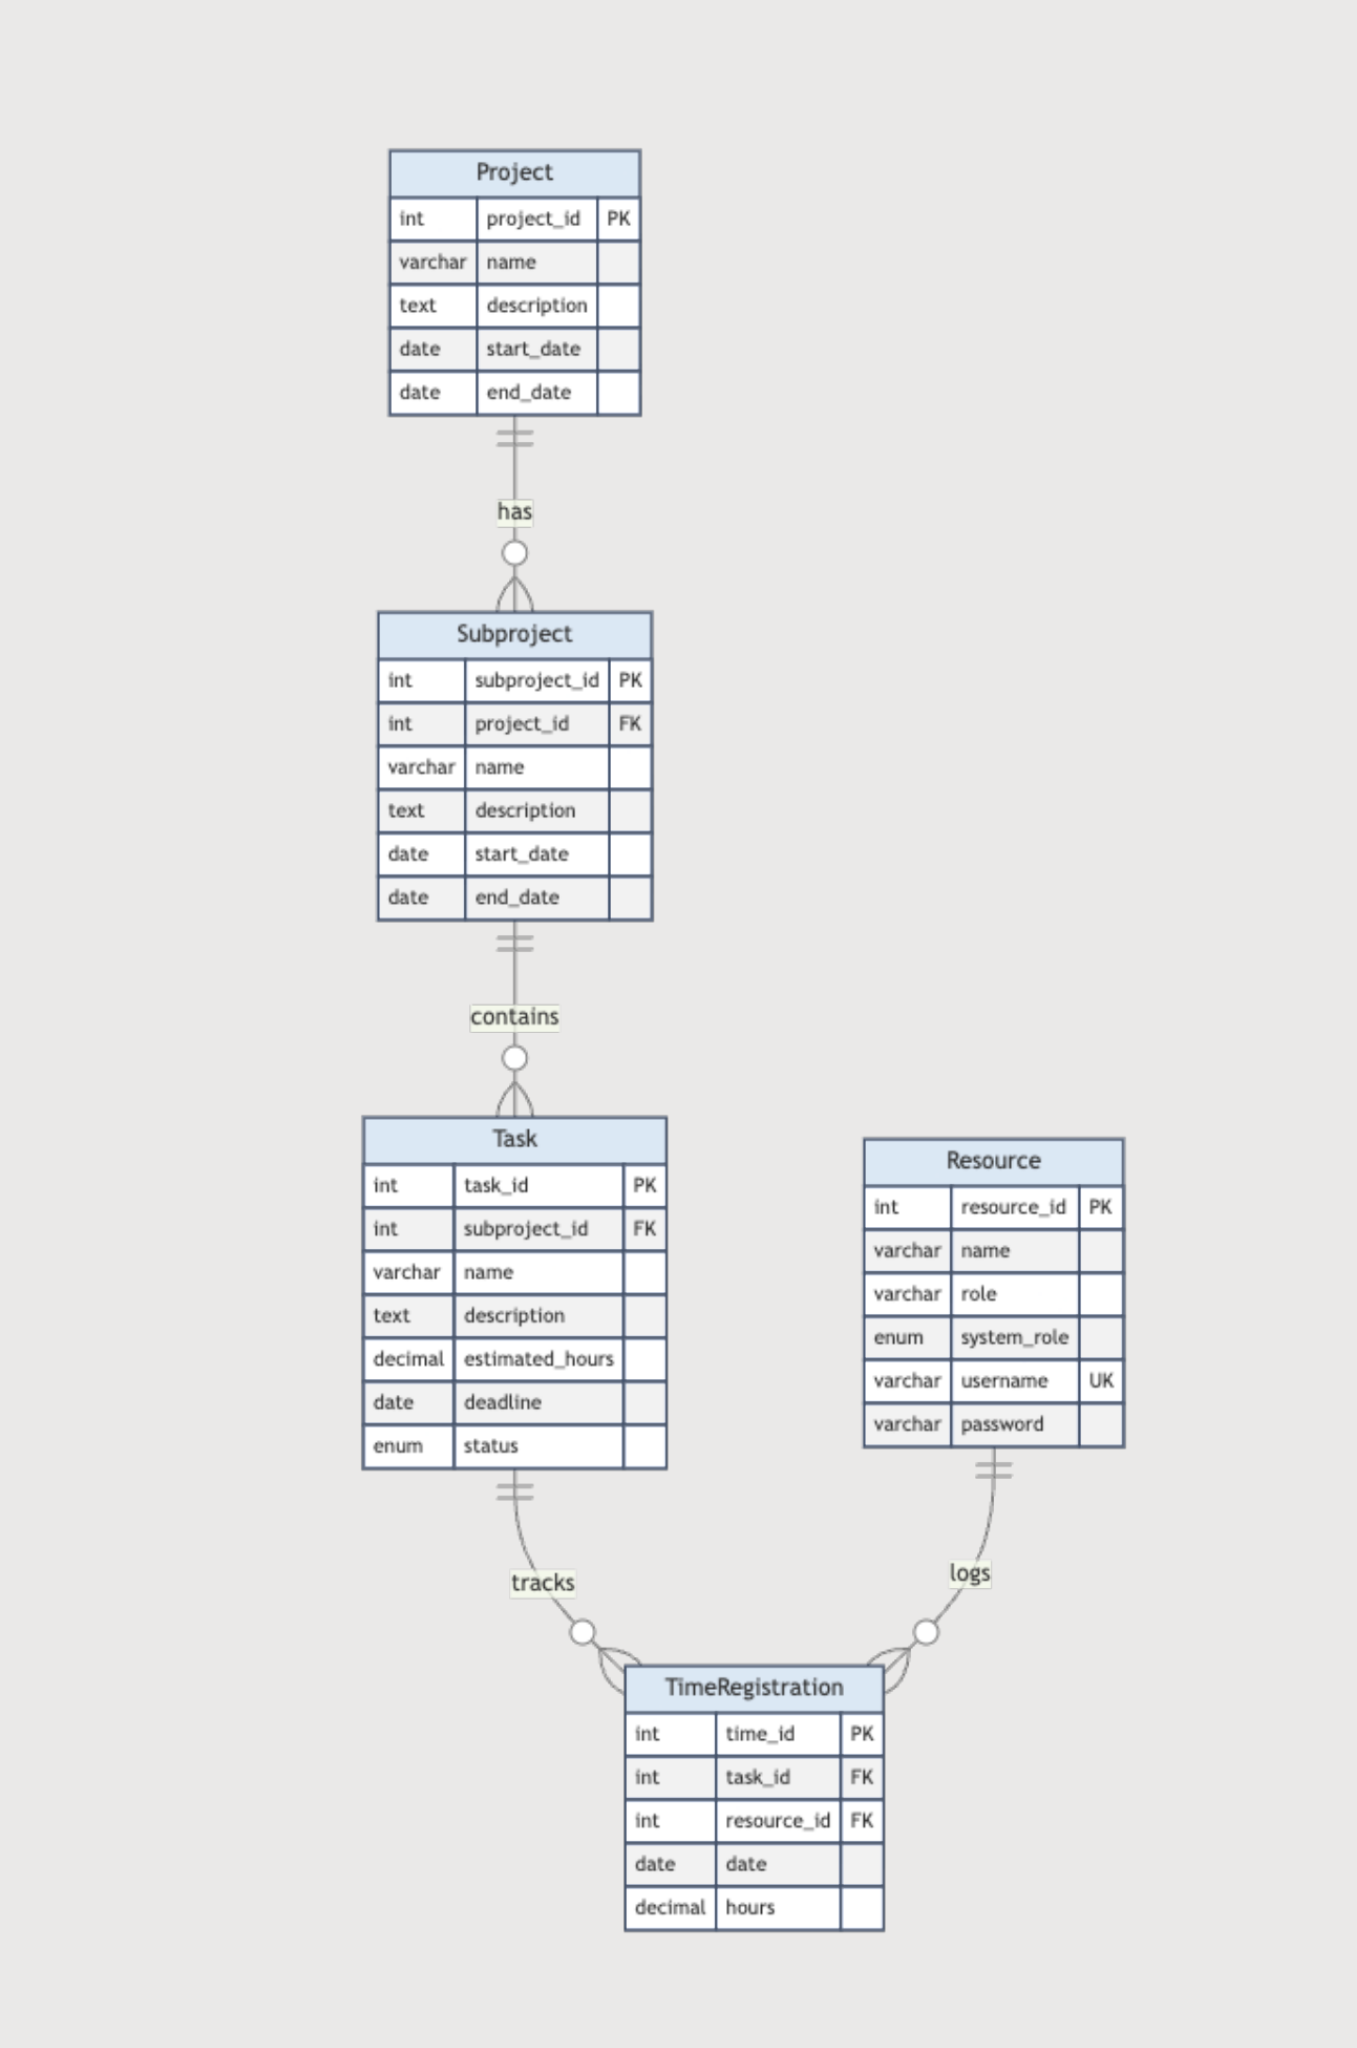 Project
int project_id PK
varchar name
text description
date start_date
date end_date
has
Subproject
int subproject_id PK
int project_id FK
varchar name
text description
date start_date
date end_date
contains
Task
int task_id PK
int subproject_id FK
varchar name
text description
decimal estimated_hours
date deadline
enum status
Resource
int resource_id PK
varchar name
varchar role
enum system_role
varchar username UK
varchar password
tracks
logs
TimeRegistration
int time_id PK
int task_id FK
int resource_id FK
date date
decimal hours